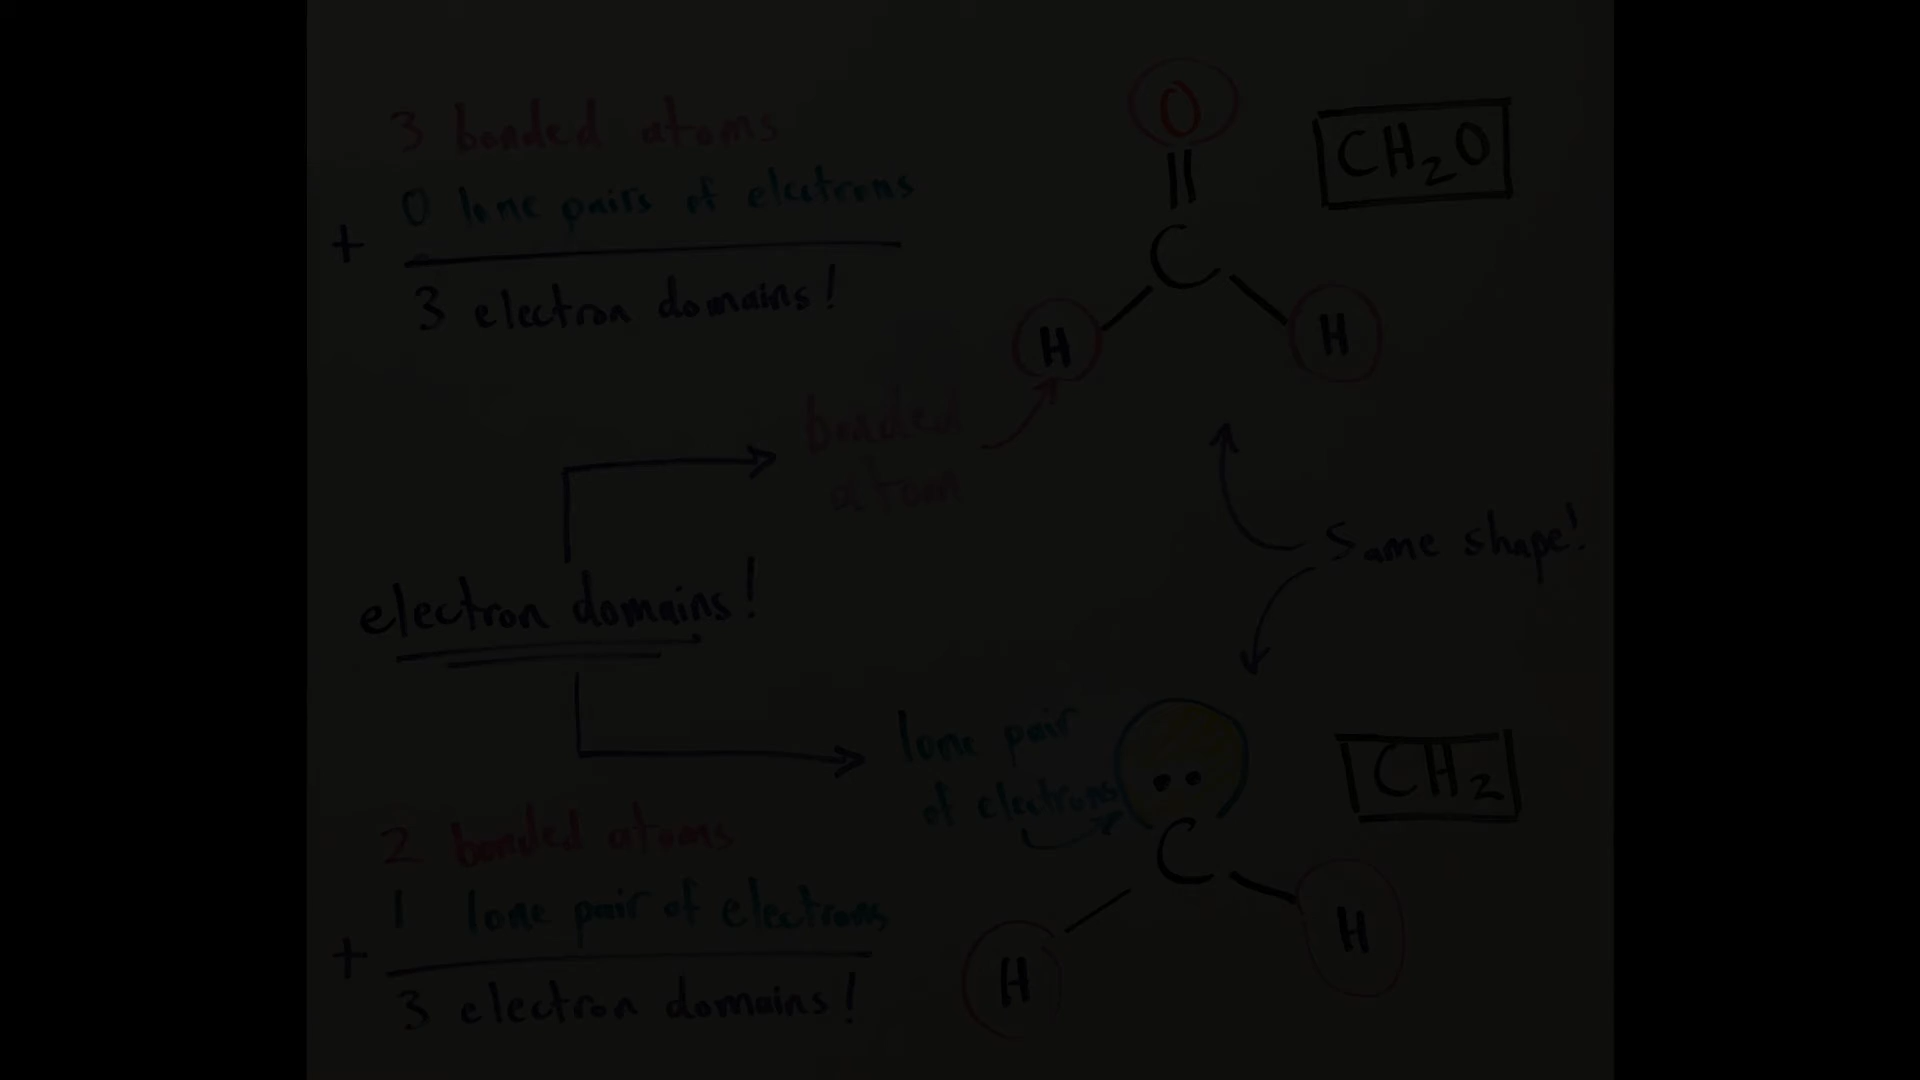 3 bonded atoms
+ 0 lone pairs of electrons
3 electron domains!
O
C
H
H
CH₂O
bonded
atom
electron domains!
Same shape!
lone pair
of electrons
C
H
H
CH₂
2 bonded atoms
+ 1 lone pair of electrons
3 electron domains!